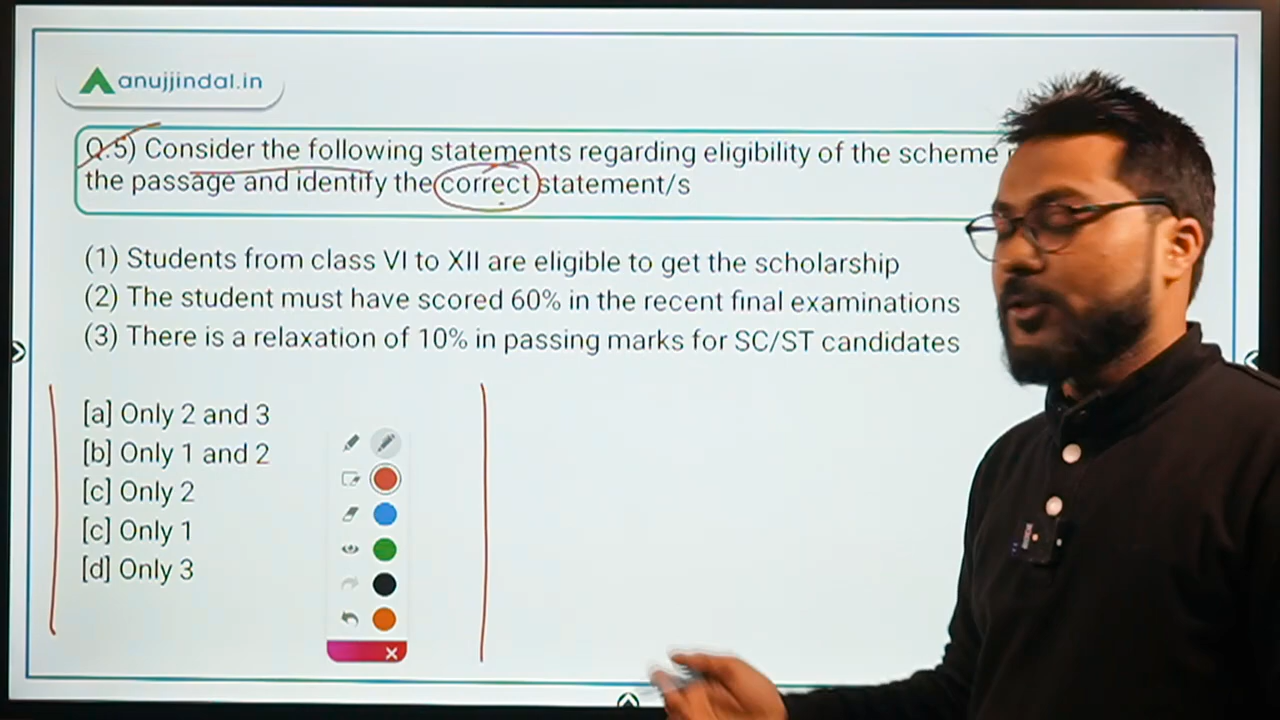 anujjindal.in
Q.5) Consider the following statements regarding eligibility of the scheme
the passage and identify the correct statement/s
(1) Students from class VI to XII are eligible to get the scholarship
(2) The student must have scored 60% in the recent final examinations
(3) There is a relaxation of 10% in passing marks for SC/ST candidates
[a] Only 2 and 3
[b] Only 1 and 2
[c] Only 2
[c] Only 1
[d] Only 3